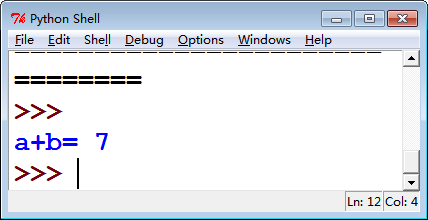 Python Shell
File Edit Shell Debug Options Windows Help
========
>>>
a+b= 7
>>>
Ln: 12 Col: 4